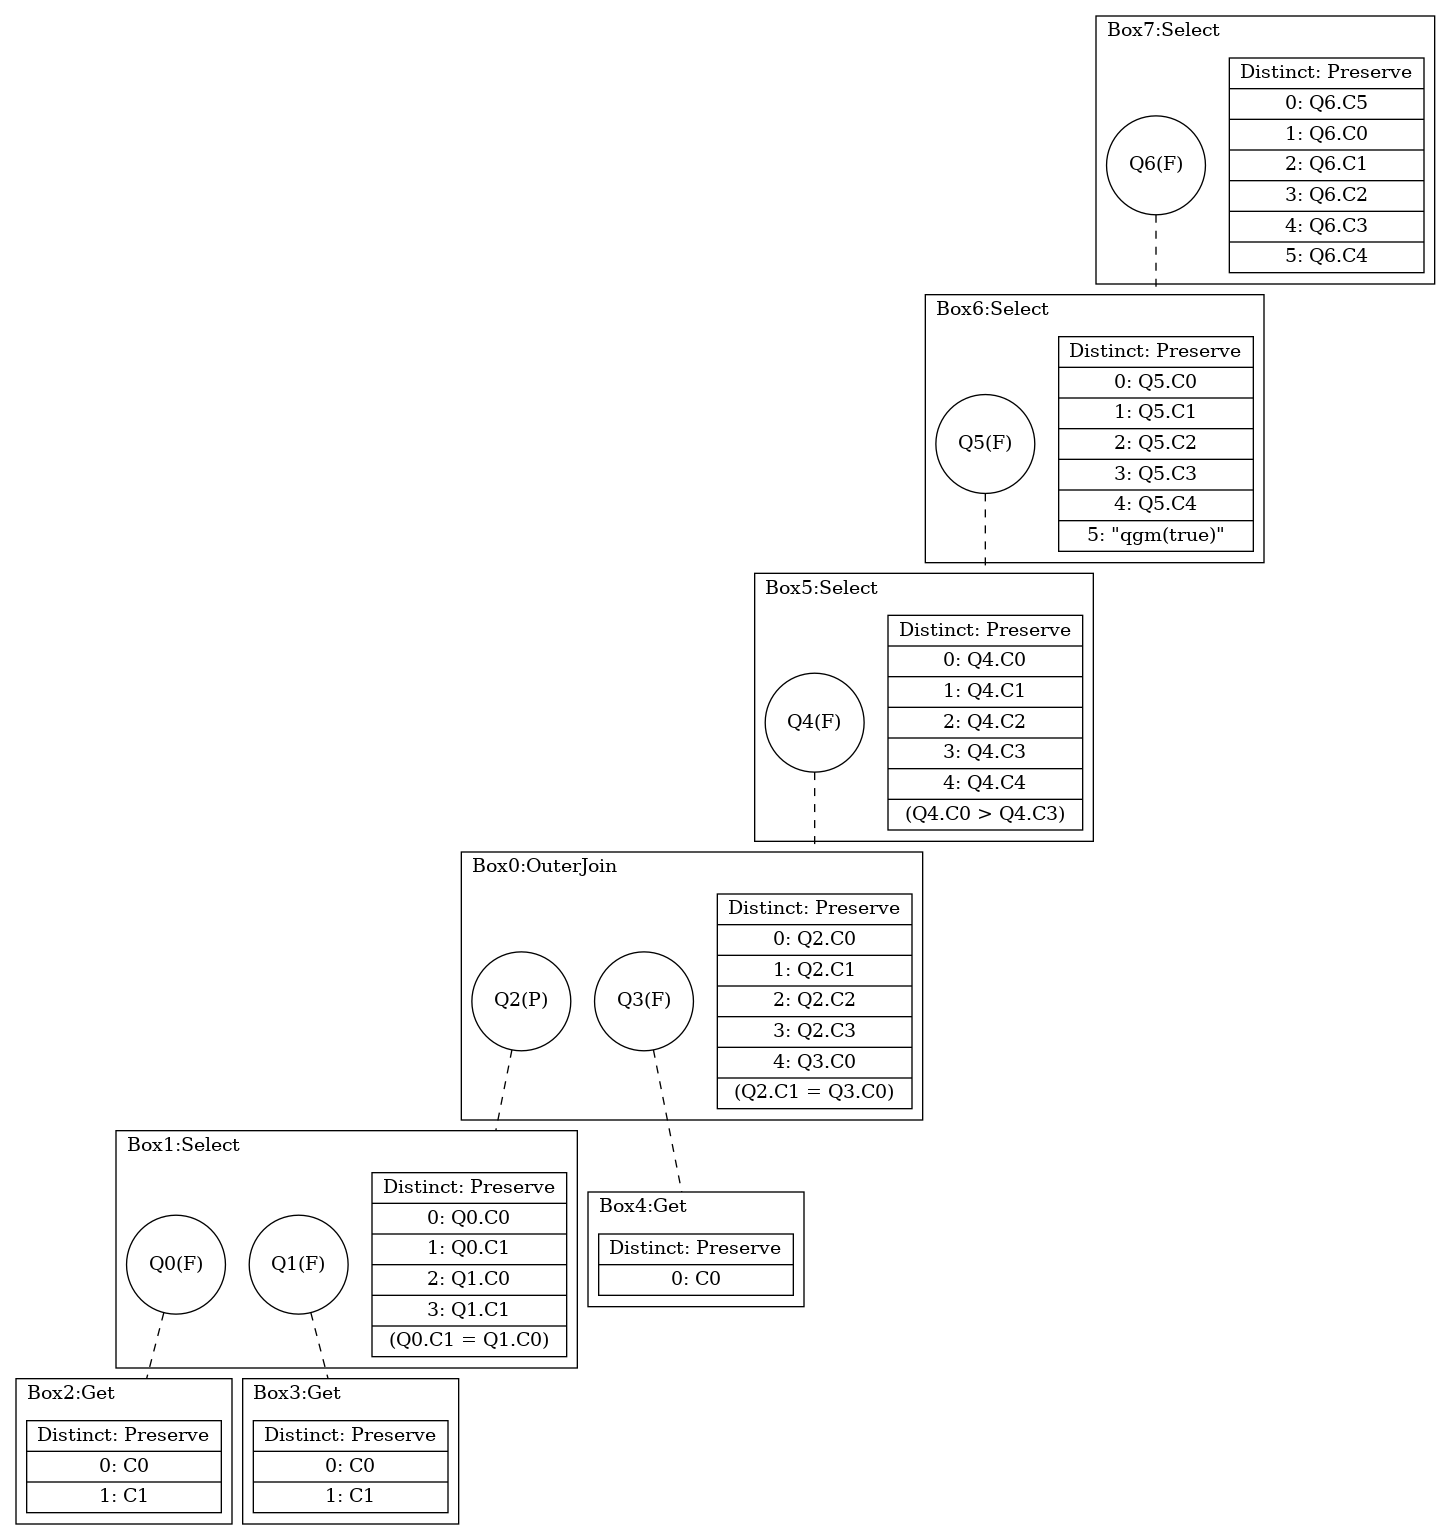 Box7:Select
Q6(F)
Distinct: Preserve
0: Q6.C5
1: Q6.C0
2: Q6.C1
3: Q6.C2
4: Q6.C3
5: Q6.C4
Box6:Select
Q5(F)
Distinct: Preserve
0: Q5.C0
1: Q5.C1
2: Q5.C2
3: Q5.C3
4: Q5.C4
5: "qgm(true)"
Box5:Select
Q4(F)
Distinct: Preserve
0: Q4.C0
1: Q4.C1
2: Q4.C2
3: Q4.C3
4: Q4.C4
(Q4.C0 > Q4.C3)
Box0:OuterJoin
Q2(P)
Q3(F)
Distinct: Preserve
0: Q2.C0
1: Q2.C1
2: Q2.C2
3: Q2.C3
4: Q3.C0
(Q2.C1 = Q3.C0)
Box1:Select
Q0(F)
Q1(F)
Distinct: Preserve
0: Q0.C0
1: Q0.C1
2: Q1.C0
3: Q1.C1
(Q0.C1 = Q1.C0)
Box4:Get
Distinct: Preserve
0: C0
Box2:Get
Distinct: Preserve
0: C0
1: C1
Box3:Get
Distinct: Preserve
0: C0
1: C1